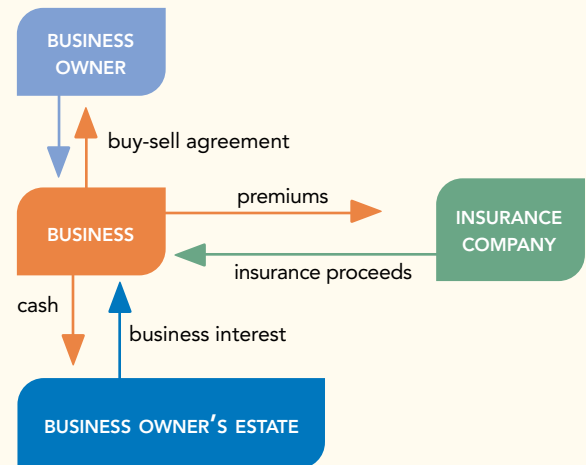 BUSINESS
OWNER
buy-sell agreement
premiums
BUSINESS
INSURANCE
COMPANY
insurance proceeds
cash
business interest
BUSINESS OWNER'S ESTATE